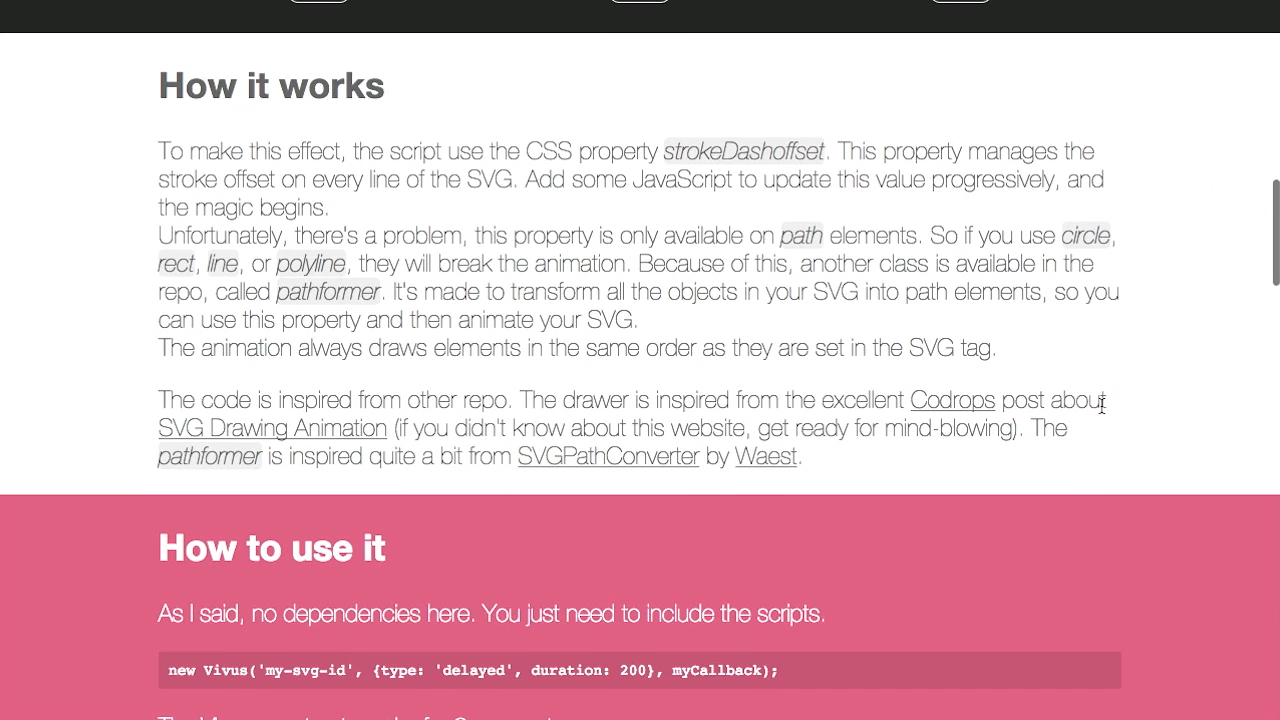 How it works
To make this effect, the script use the CSS property strokeDashoffset. This property manages the
stroke offset on every line of the SVG. Add some JavaScript to update this value progressively, and
the magic begins.
Unfortunately, there's a problem, this property is only available on path elements. So if you use circle,
rect, line, or polyline, they will break the animation. Because of this, another class is available in the
repo, called pathformer. It's made to transform all the objects in your SVG into path elements, so you
can use this property and then animate your SVG.
The animation always draws elements in the same order as they are set in the SVG tag.
The code is inspired from other repo. The drawer is inspired from the excellent Codrops post about
SVG Drawing Animation (if you didn't know about this website, get ready for mind-blowing). The
pathformer is inspired quite a bit from SVGPathConverter by Waest.
How to use it
As I said, no dependencies here. You just need to include the scripts.
new Vivus('my-svg-id', {type: 'delayed', duration: 200}, myCallback);